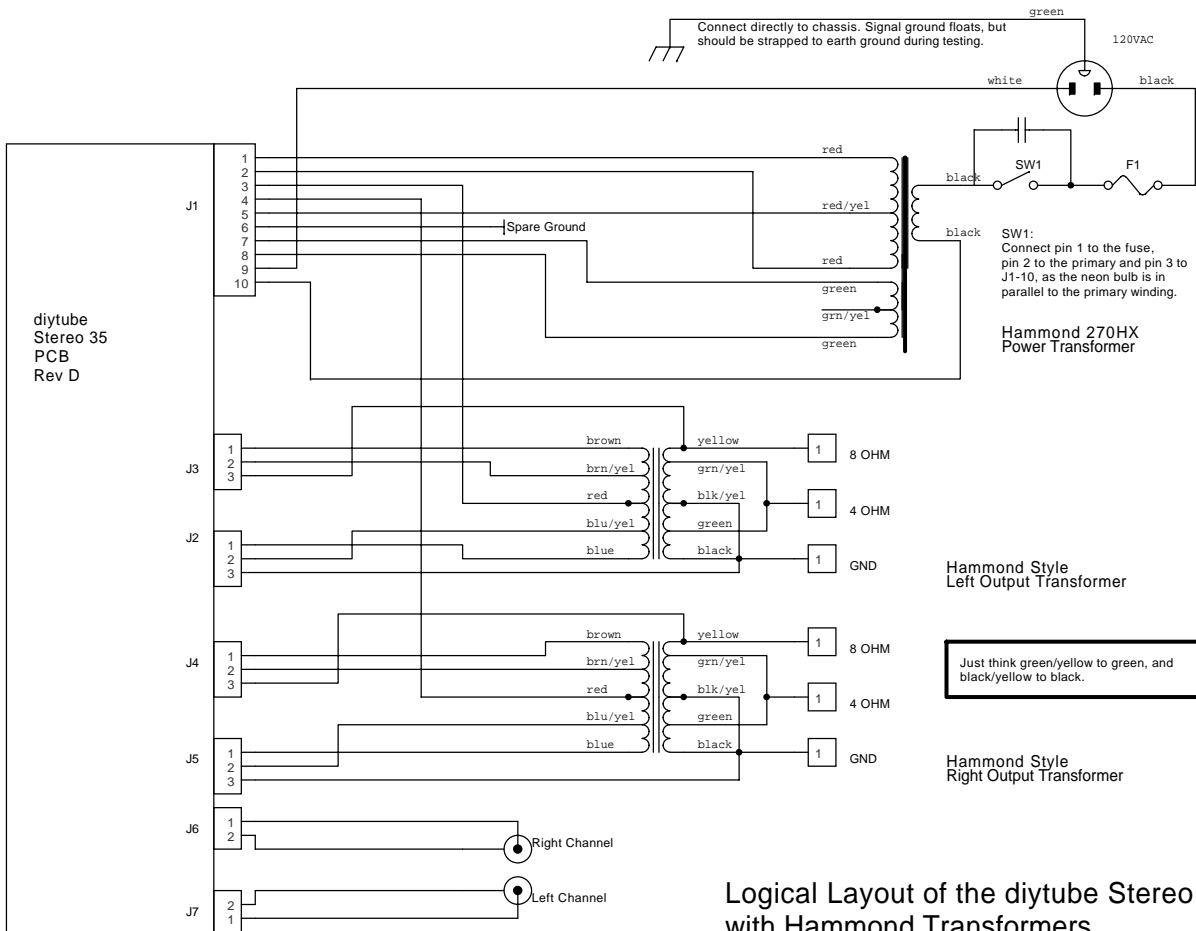 green
Connect directly to chassis. Signal ground floats, but
should be strapped to earth ground during testing.
120VAC
white
black
J1
1
2
3
4
5
6
7
8
9
10
red
red/yel
red
green
grn/yel
green
Spare Ground
black
black
SW1
F1
SW1:
Connect pin 1 to the fuse,
pin 2 to the primary and pin 3 to
J1-10, as the neon bulb is in
parallel to the primary winding.
Hammond 270HX
Power Transformer
diytube
Stereo 35
PCB
Rev D
J3
1
2
3
J2
1
2
3
brown
brn/yel
red
blu/yel
blue
yellow
grn/yel
blk/yel
green
black
1
8 OHM
1
4 OHM
1
GND
Hammond Style
Left Output Transformer
J4
1
2
3
J5
1
2
3
brown
brn/yel
red
blu/yel
blue
yellow
grn/yel
blk/yel
green
black
1
8 OHM
1
4 OHM
1
GND
Just think green/yellow to green, and
black/yellow to black.
Hammond Style
Right Output Transformer
J6
1
2
Right Channel
J7
2
1
Left Channel
Logical Layout of the diytube Stereo
with Hammond Transformers